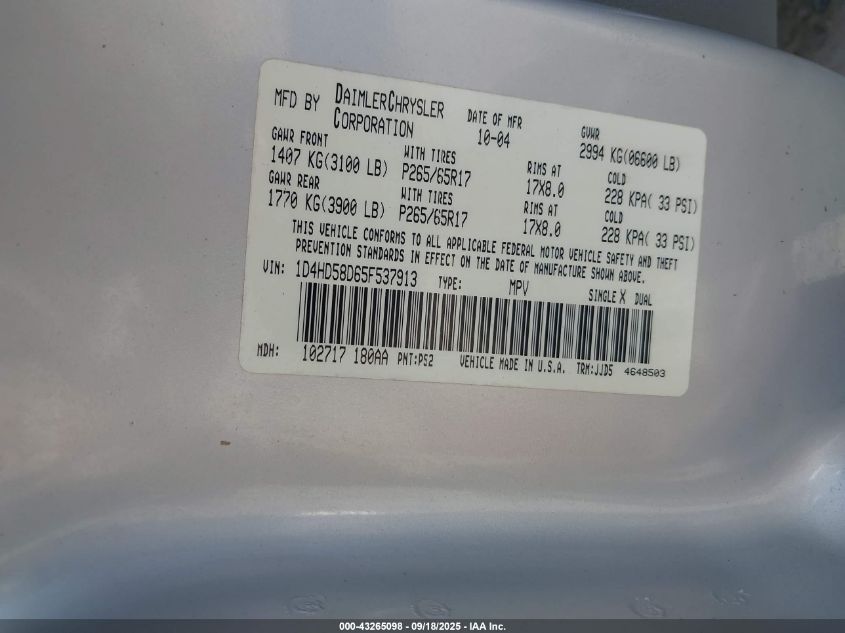 MFD BY DAIMLERCHRYSLER CORPORATION DATE OF MFR 10-04 GVWR 2994 KG(06600 LB)
GAWR FRONT WITH TIRES RIMS AT COLD
1407 KG(3100 LB) P265/65R17 17X8.0 228 KPA( 33 PSI)
GAWR REAR WITH TIRES RIMS AT COLD
1770 KG(3900 LB) P265/65R17 17X8.0 228 KPA( 33 PSI)
THIS VEHICLE CONFORMS TO ALL APPLICABLE FEDERAL MOTOR VEHICLE SAFETY AND THEFT
PREVENTION STANDARDS IN EFFECT ON THE DATE OF MANUFACTURE SHOWN ABOVE.
VIN: 1D4HD58D65F537913 TYPE: MPV SINGLE X DUAL
MDH: 102717 180AA PNT:PS2 VEHICLE MADE IN U.S.A. TRM:JJD5 4648503
000-43265098 - 09/18/2025 - IAA Inc.